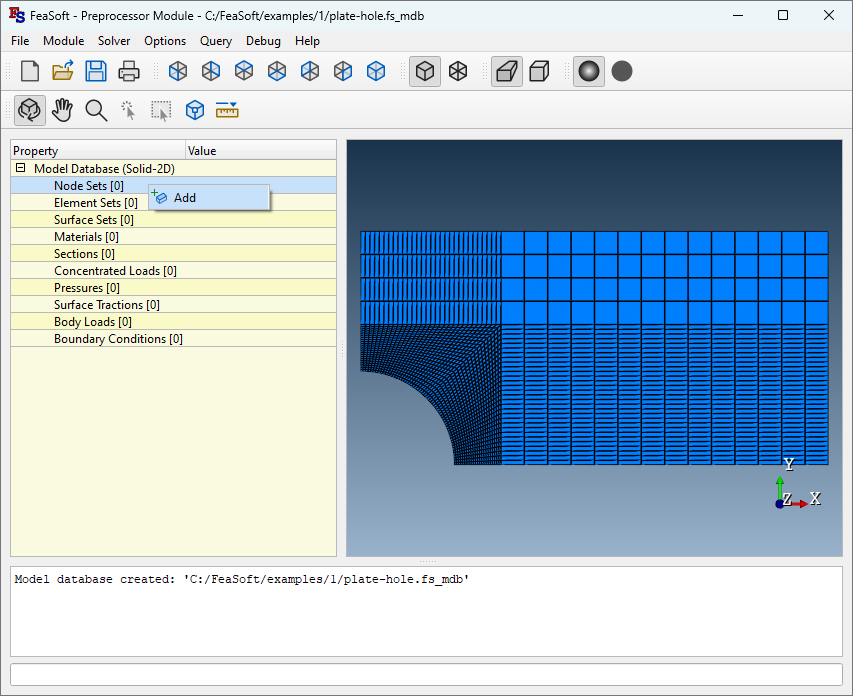 FS FeaSoft - Preprocessor Module - C:/FeaSoft/examples/1/plate-hole.fs_mdb
File Module Solver Options Query Debug Help
Property Value
Model Database (Solid-2D)
Node Sets [0]
Add
Element Sets [0]
Surface Sets [0]
Materials [0]
Sections [0]
Concentrated Loads [0]
Pressures [0]
Surface Tractions [0]
Body Loads [0]
Boundary Conditions [0]
Y
Z X
Model database created: 'C:/FeaSoft/examples/1/plate-hole.fs_mdb'